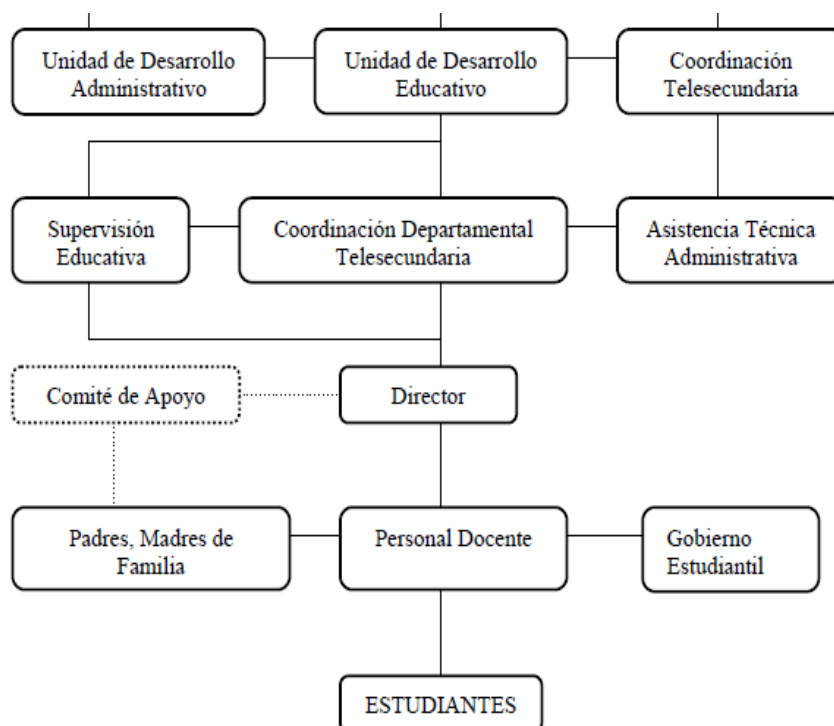 Unidad de Desarrollo
Administrativo
Unidad de Desarrollo
Educativo
Coordinación
Telesecundaria
Supervisión
Educativa
Coordinación Departamental
Telesecundaria
Asistencia Técnica
Administrativa
Comité de Apoyo
Director
Padres, Madres de
Familia
Personal Docente
Gobierno
Estudiantil
ESTUDIANTES